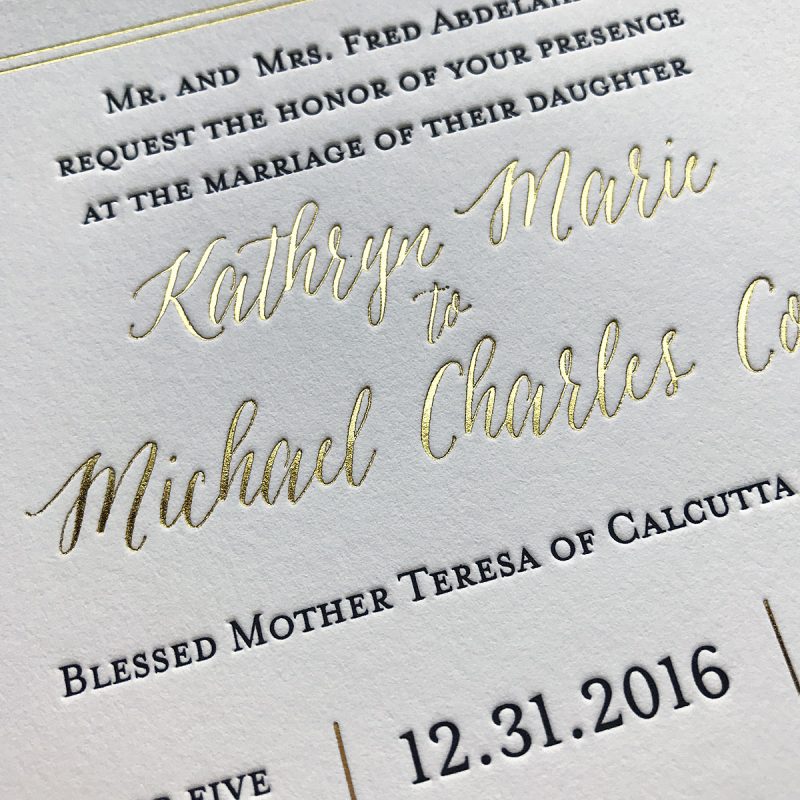 Mr. and Mrs. Fred
request the honor of your presence
at the marriage of their daughter
Kathryn Marie
to
Michael Charles
Blessed Mother Teresa of Calcutta
12.31.2016
five